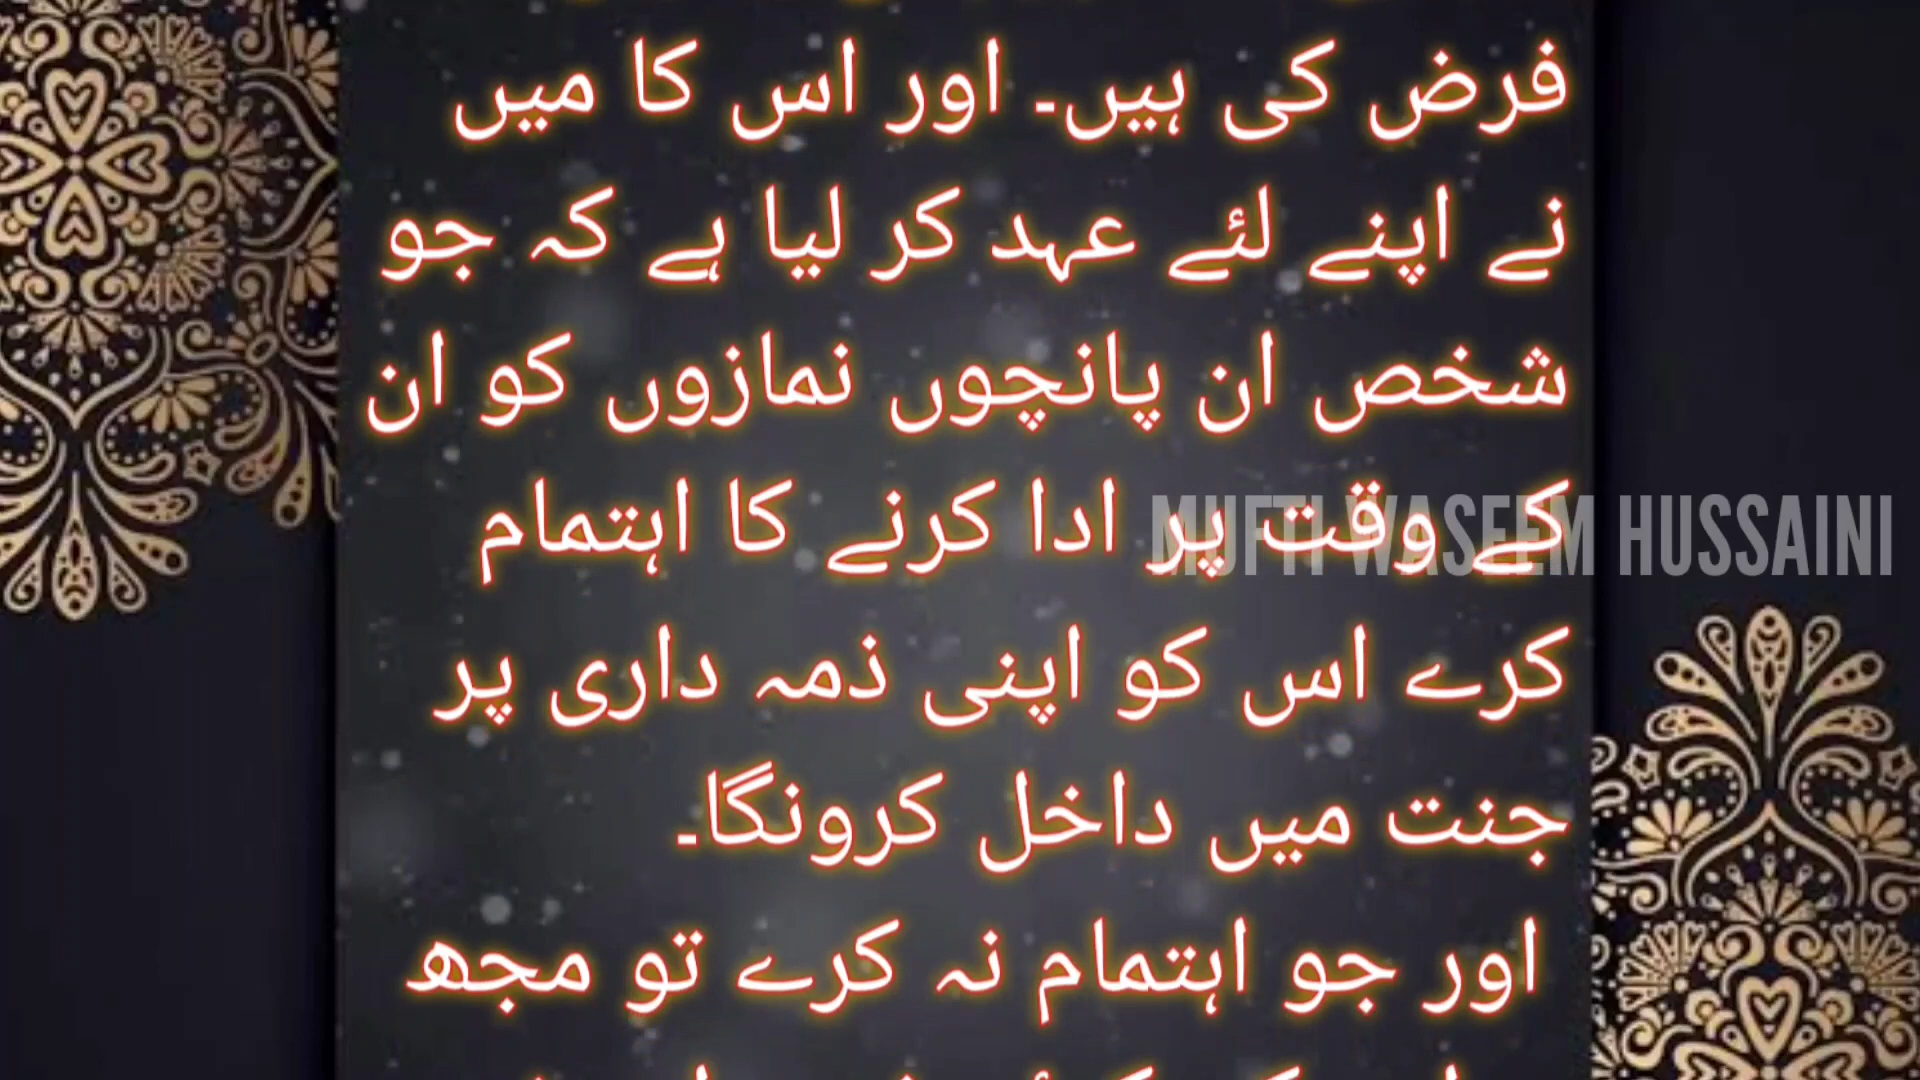 فرض کی ہیں۔ اور اس کا میں
نے اپنے لئے عہد کر لیا ہے کہ جو
شخص ان پانچوں نمازوں کو ان
کے وقت پر ادا کرنے کا اہتمام
MUFTI WASEEM HUSSAINI
کرے اس کو اپنی ذمہ داری پر
جنت میں داخل کرونگا۔
اور جو اہتمام نہ کرے تو مجھ